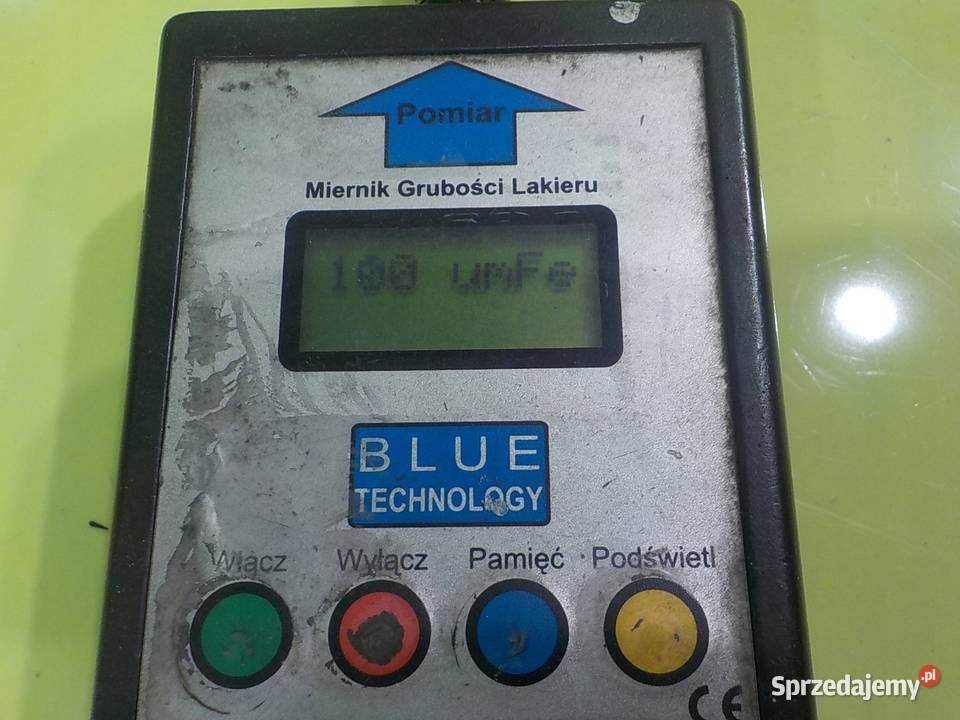 Pomiar
Miernik Grubości Lakieru
100 umFe
BLUE
TECHNOLOGY
Włącz Wyłącz Pamięć Podświetl
CE
Sprzedajemy.pl